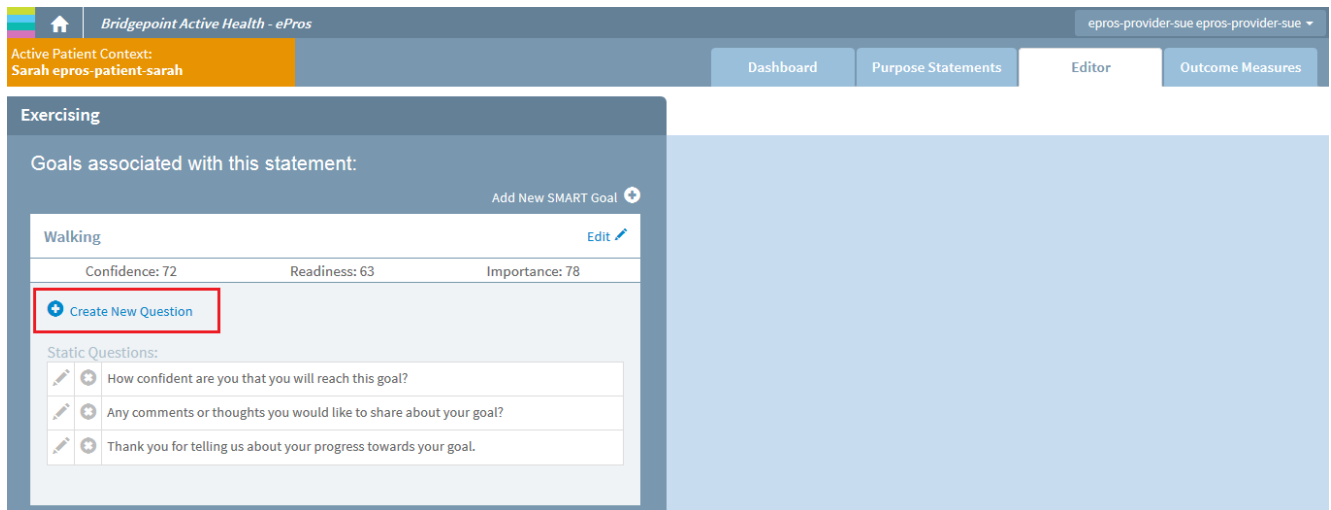 Bridgepoint Active Health - ePros
epros-provider-sue epros-provider-sue
Active Patient Context:
Sarah epros-patient-sarah
Dashboard
Purpose Statements
Editor
Outcome Measures
Exercising
Goals associated with this statement:
Add New SMART Goal
Walking
Edit
Confidence: 72
Readiness: 63
Importance: 78
Create New Question
Static Questions:
How confident are you that you will reach this goal?
Any comments or thoughts you would like to share about your goal?
Thank you for telling us about your progress towards your goal.